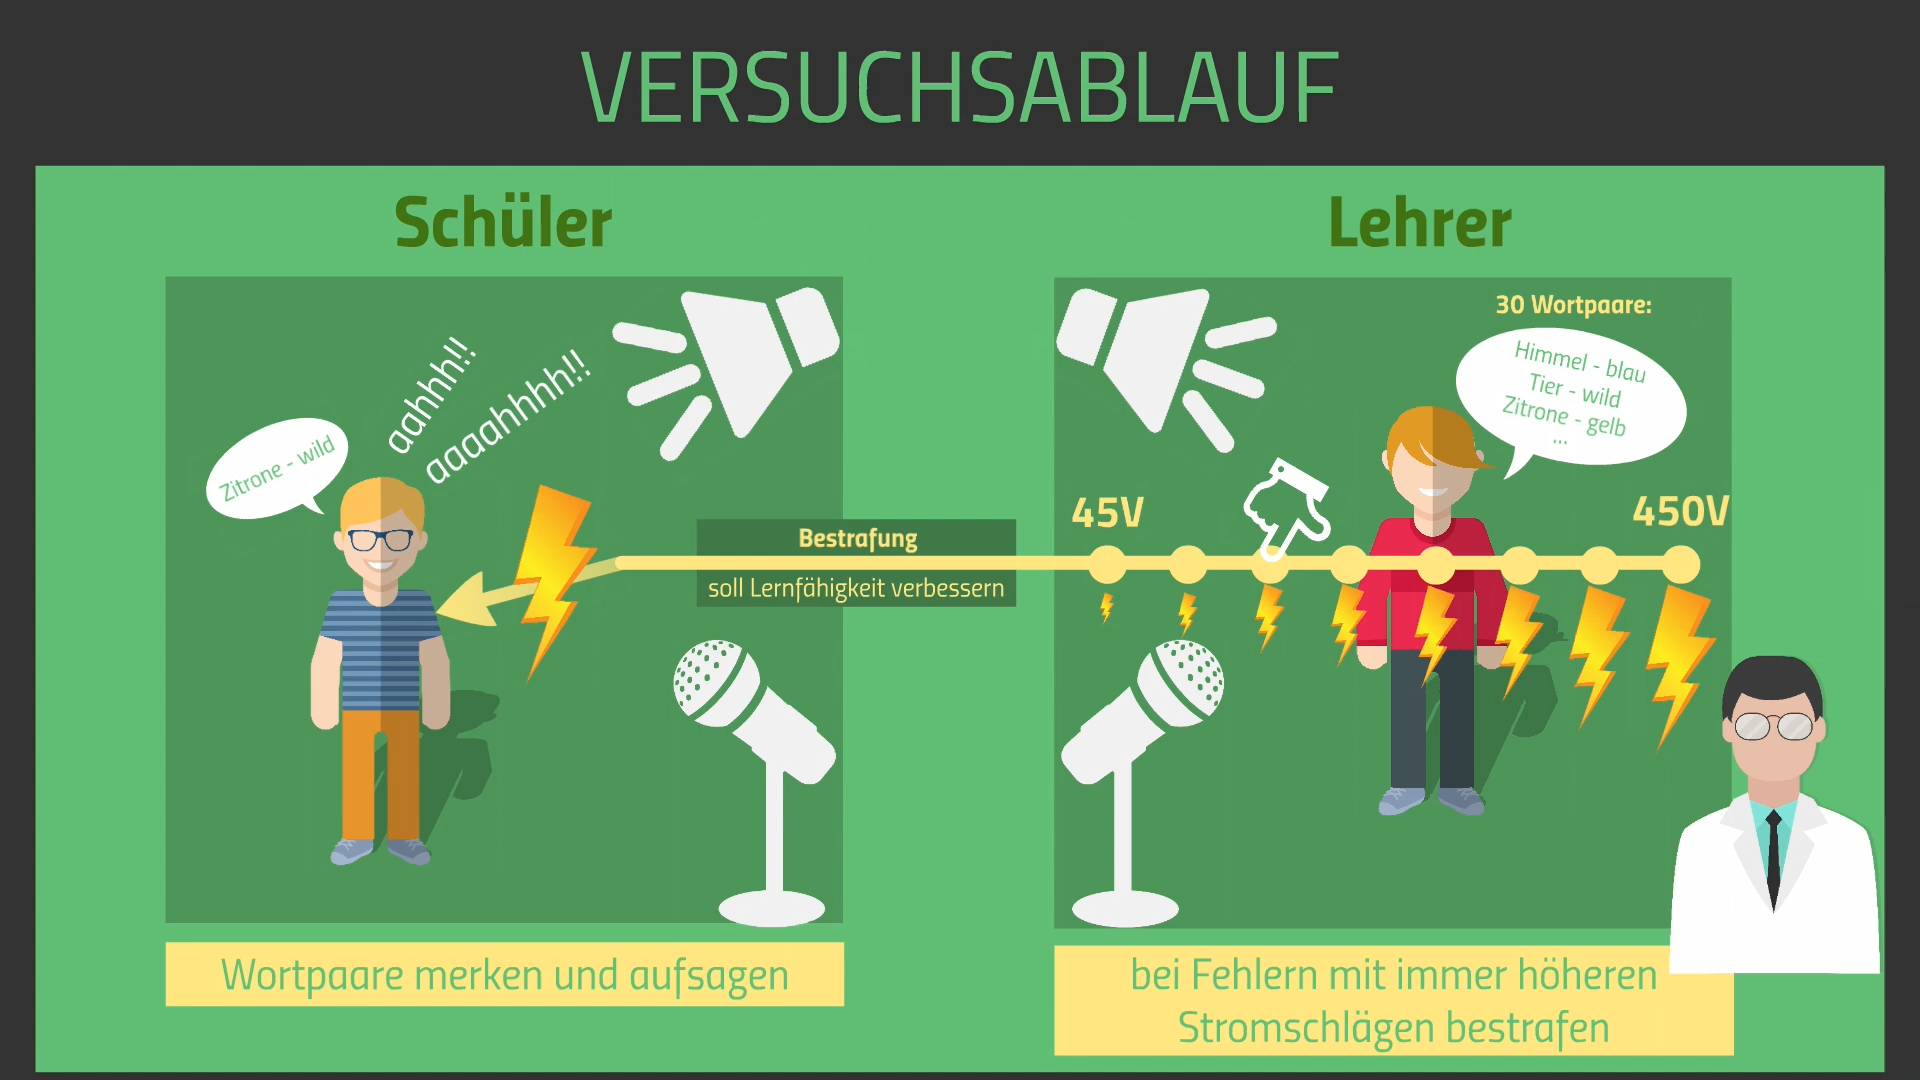 VERSUCHSABLAUF
Schüler
Lehrer
aahhh!!
aaaahhhhh!!
Zitrone - wild
30 Wortpaare:
Himmel - blau
Tier - wild
Zitrone - gelb
...
45V
450V
Bestrafung
soll Lernfähigkeit verbessern
Wortpaare merken und aufsagen
bei Fehlern mit immer höheren
Stromschlägen bestrafen